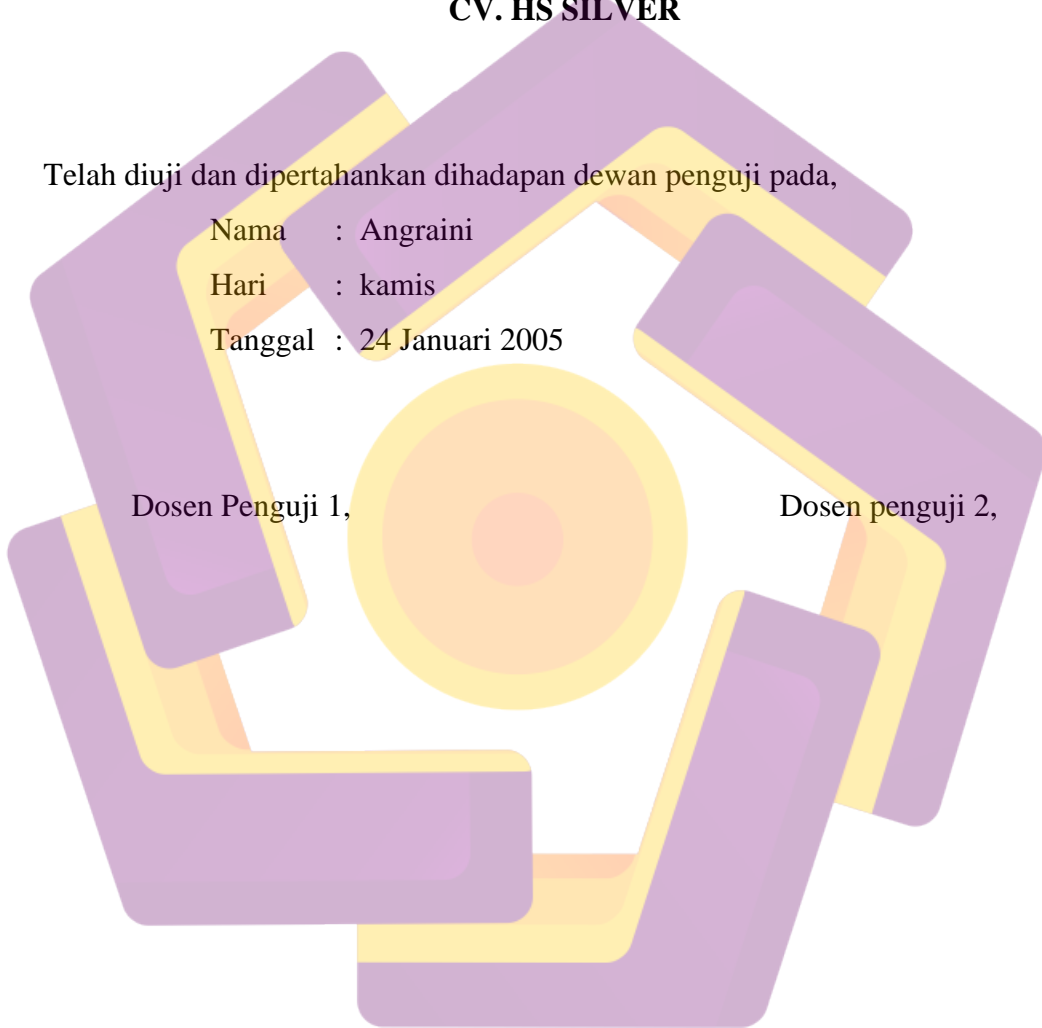 CV. HS SILVER
Telah diuji dan dipertahankan dihadapan dewan penguji pada,
Nama : Angraini
Hari : kamis
Tanggal : 24 Januari 2005
Dosen Penguji 1, Dosen penguji 2,